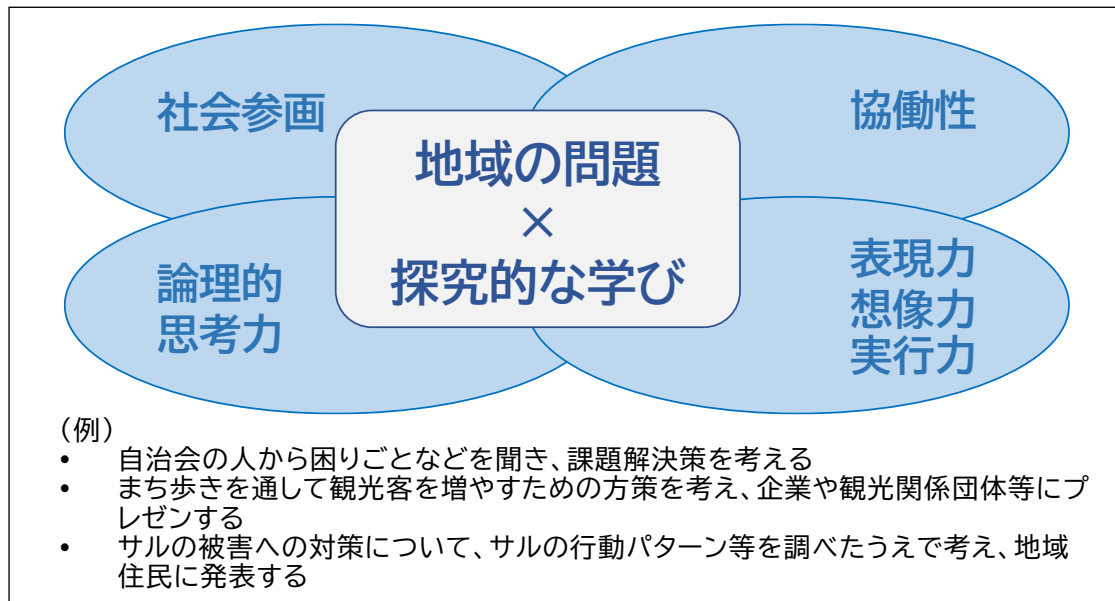 社会参画
協働性
地域の問題
×
探究的な学び
論理的
思考力
表現力
想像力
実行力
(例)
• 自治会の人から困りごとなどを聞き、課題解決策を考える
• まち歩きを通して観光客を増やすための方策を考え、企業や観光関係団体等にプ
レゼンする
• サルの被害への対策について、サルの行動パターン等を調べたうえで考え、地域
住民に発表する